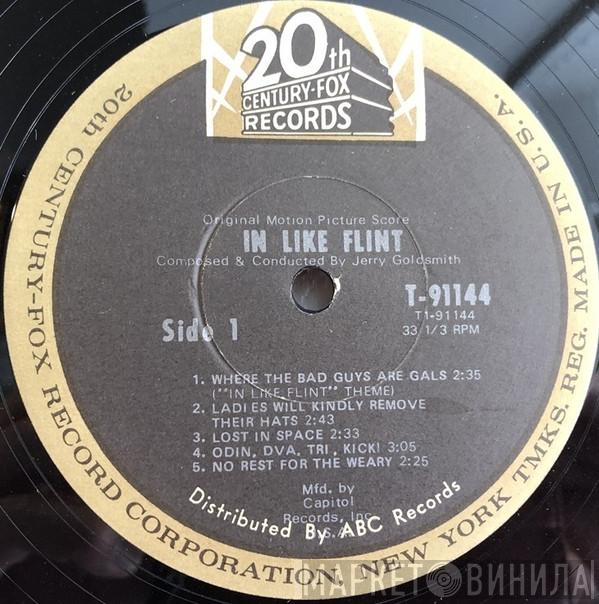 20th
CENTURY-FOX
RECORDS
20th CENTURY-FOX RECORD CORPORATION, NEW YORK TMKS. REG. MADE IN U.S.A.
Original Motion Picture Score
IN LIKE FLINT
Composed & Conducted By Jerry Goldsmith
T-91144
T1-91144
Side 1
33 1/3 RPM
1. WHERE THE BAD GUYS ARE GALS 2:35
(""IN LIKE FLINT"" THEME)
2. LADIES WILL KINDLY REMOVE
THEIR HATS 2:43
3. LOST IN SPACE 2:33
4. ODIN, DVA, TRI, KICK! 3:05
5. NO REST FOR THE WEARY 2:25
Mfd. by
Capitol
Records, Inc.
U.S.A.
Distributed By ABC Records
МАРКЕТ ВИНИЛА